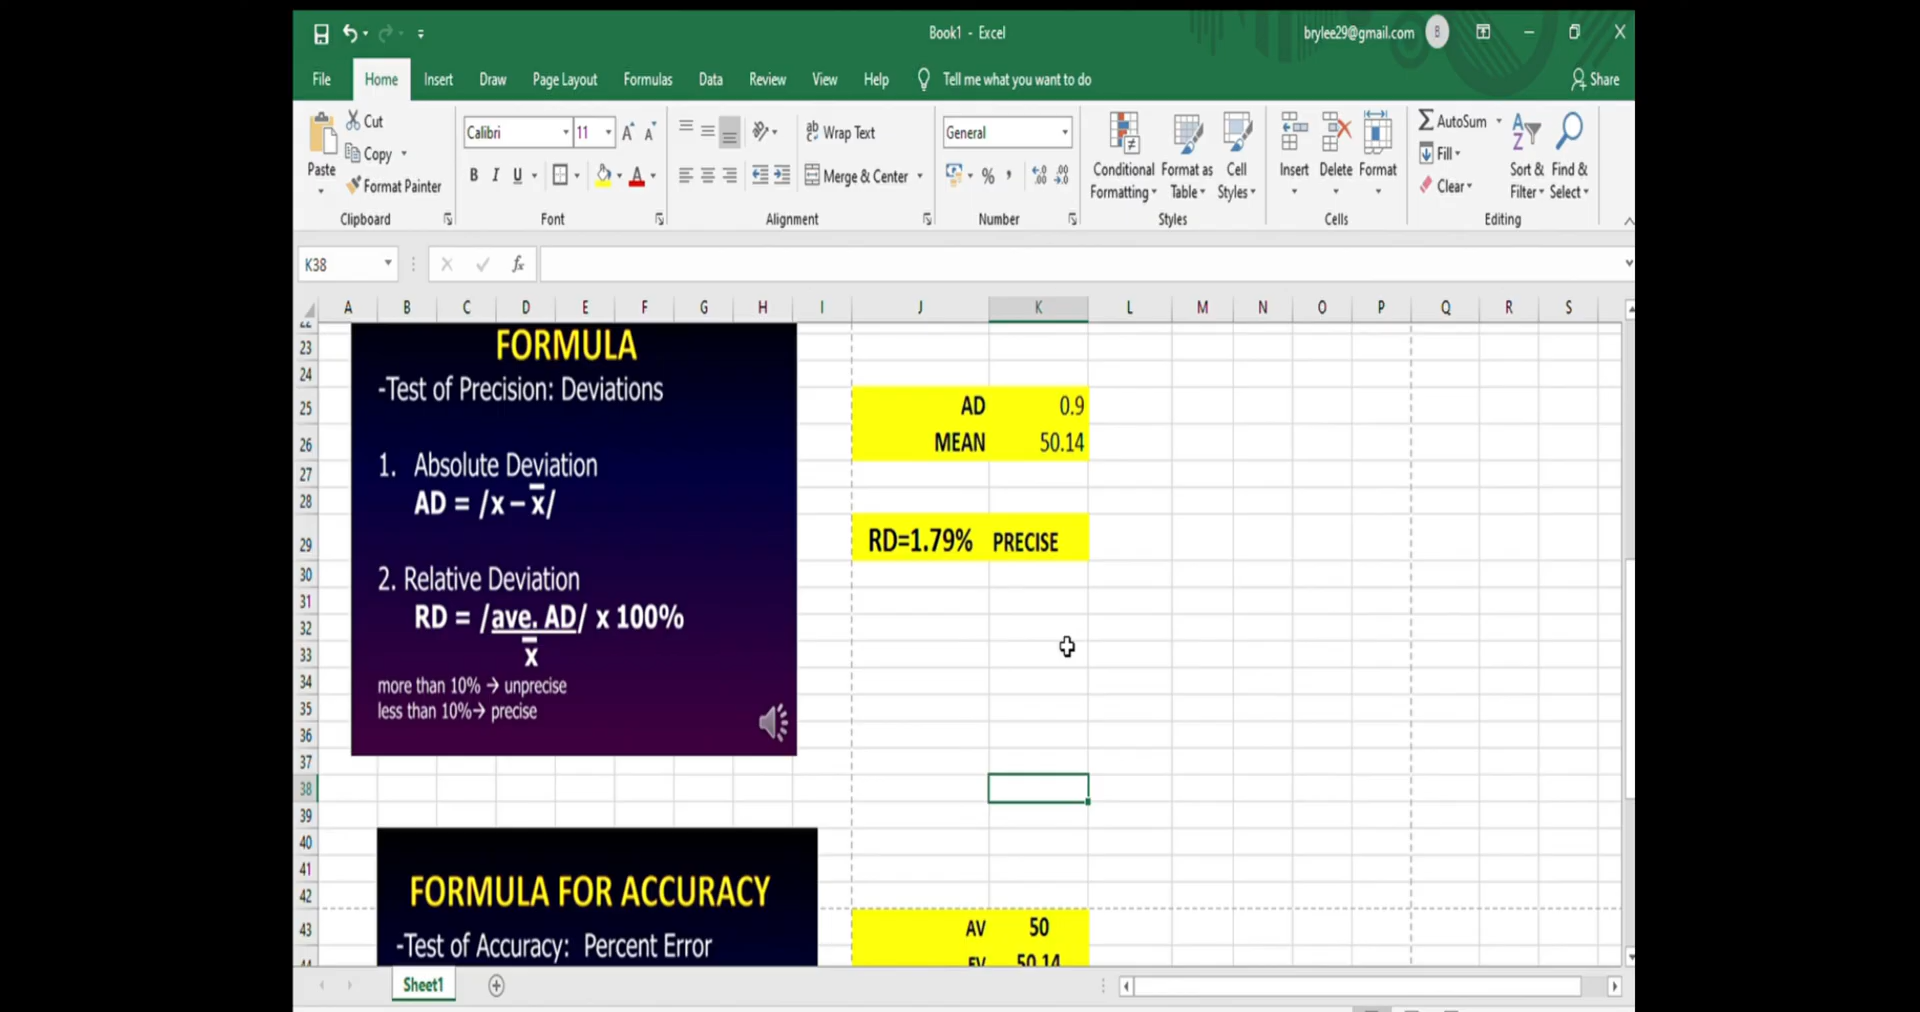 Book1 - Excel
brylee29@gmail.com
B
File
Home
Insert
Draw
Page Layout
Formulas
Data
Review
View
Help
Tell me what you want to do
Share
Paste
Cut
Copy
Format Painter
Clipboard
Calibri
11
B I U
Font
Wrap Text
Merge & Center
Alignment
General
Number
Conditional Formatting
Format as Table
Cell Styles
Styles
Insert
Delete
Format
Cells
AutoSum
Fill
Clear
Sort & Filter
Find & Select
Editing
K38
fx
A B C D E F G H I J K L M N O P Q R S
22
23
24
25
26
27
28
29
30
31
32
33
34
35
36
37
38
39
40
41
42
43
44
FORMULA
-Test of Precision: Deviations
1. Absolute Deviation
AD = /x – x̅/
2. Relative Deviation
RD = /ave. AD/ x 100%
x̅
more than 10% → unprecise
less than 10%→ precise
AD 0.9
MEAN 50.14
RD=1.79% PRECISE
FORMULA FOR ACCURACY
-Test of Accuracy: Percent Error
AV 50
EV 50.14
Sheet1